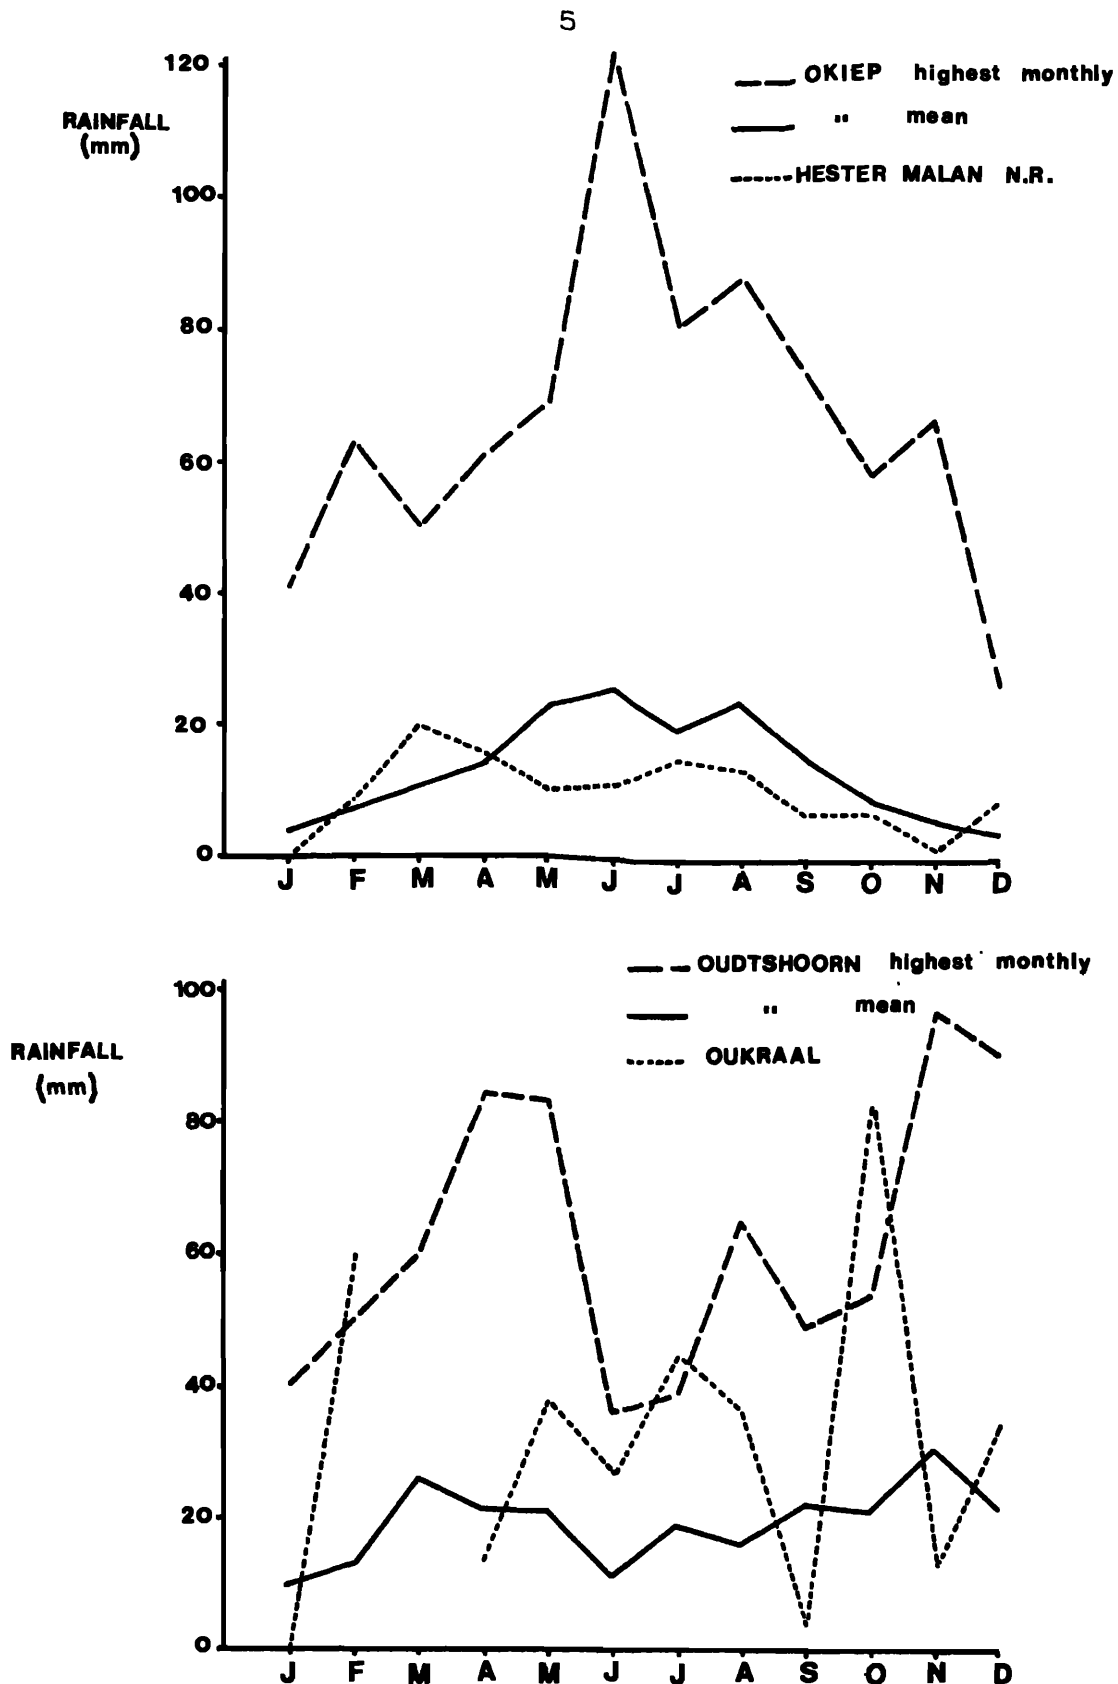 5
120
OKIEP highest monthly
RAINFALL
(mm)
" mean
HESTER MALAN N.R.
100
80
60
40
20
0
J F M A M J J A S O N D
OUDTSHOORN highest monthly
100
" mean
RAINFALL
(mm)
OUKRAAL
80
60
40
20
0
J F M A M J J A S O N D